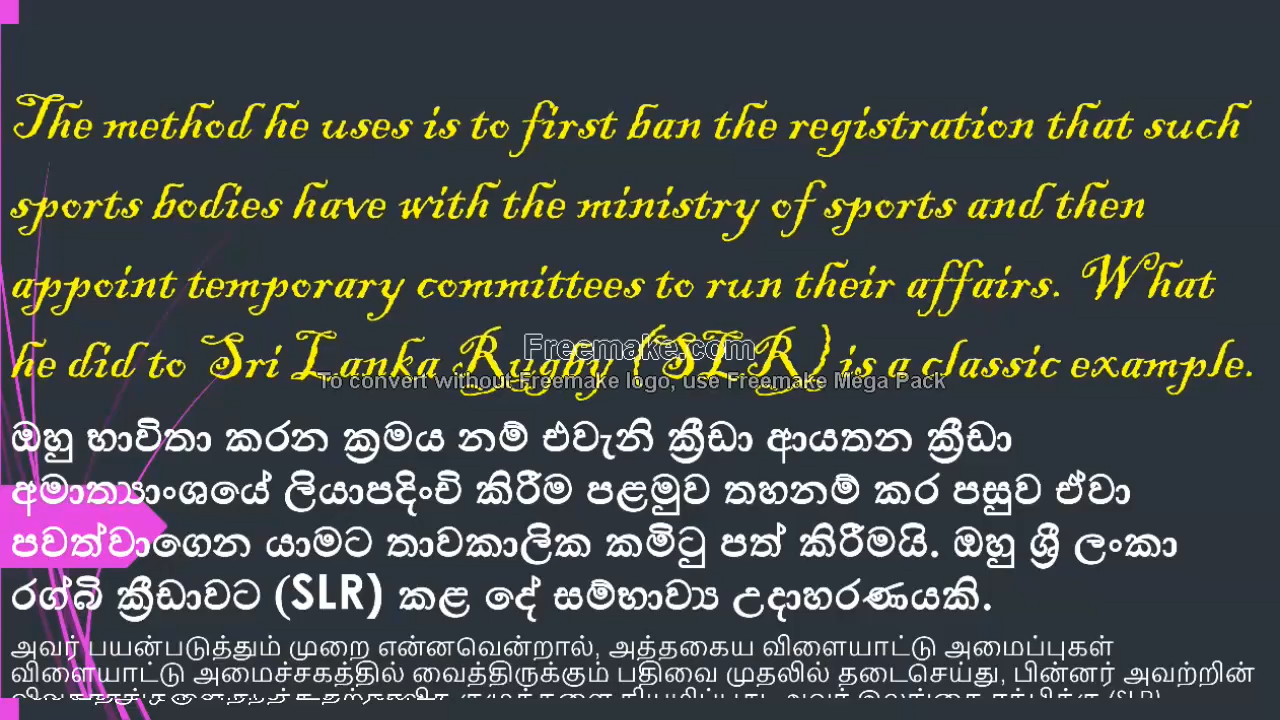 The method he uses is to first ban the registration that such
sports bodies have with the ministry of sports and then
appoint temporary committees to run their affairs. What
he did to Sri Lanka Rugby (SLR) is a classic example.
Freemake.com
To convert without Freemake logo, use Freemake Mega Pack
ඔහු භාවිතා කරන ක්‍රමය නම් එවැනි ක්‍රීඩා ආයතන ක්‍රීඩා
අමාත්‍යාංශයේ ලියාපදිංචි කිරීම පළමුව තහනම් කර පසුව ඒවා
පවත්වාගෙන යාමට තාවකාලික කමිටු පත් කිරීමයි. ඔහු ශ්‍රී ලංකා
රග්බි ක්‍රීඩාවට (SLR) කළ දේ සම්භාව්‍ය උදාහරණයකි.
அவர் பயன்படுத்தும் முறை என்னவென்றால், அத்தகைய விளையாட்டு அமைப்புகள்
விளையாட்டு அமைச்சகத்தில் வைத்திருக்கும் பதிவை முதலில் தடைசெய்து, பின்னர் அவற்றின்
(SLR)